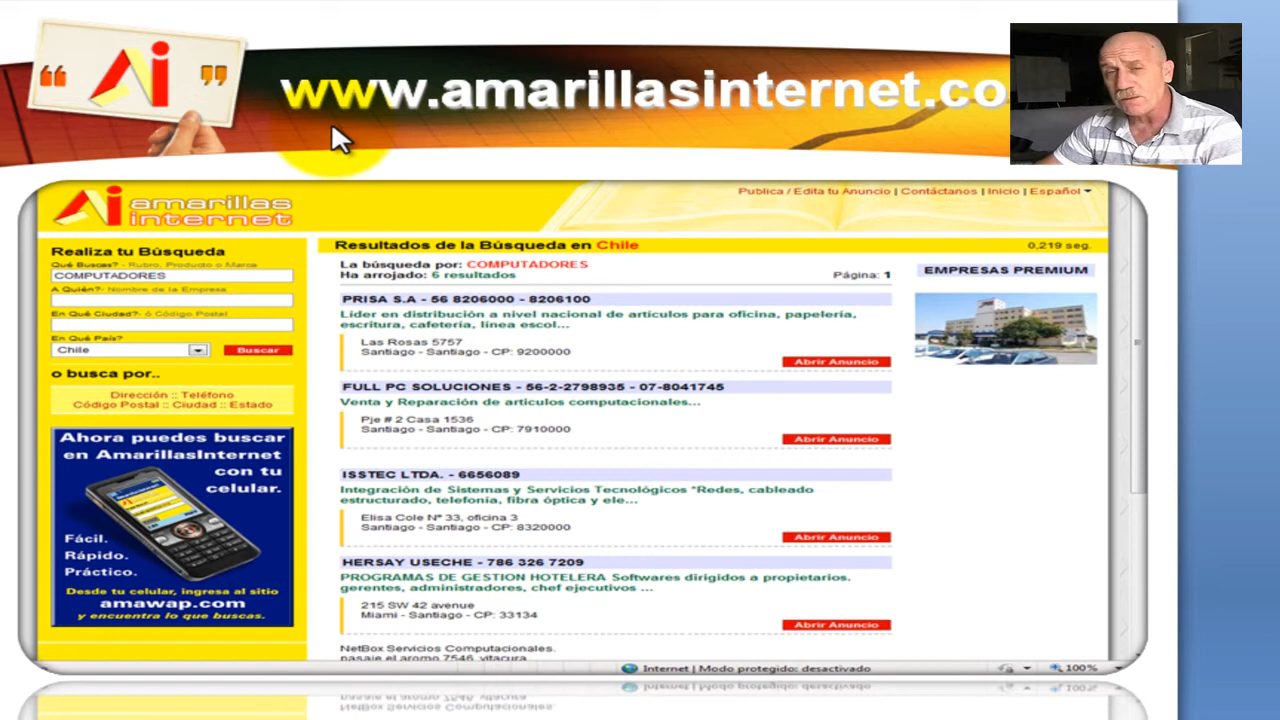 “ Ai ”
www.amarillasinternet.co
Ai amarillas
internet
Publica / Edita tu Anuncio | Contáctanos | Inicio | Español
Realiza tu Búsqueda
Qué Buscas? - Rubro, Producto o Marca
COMPUTADORES
A Quién? - Nombre de la Empresa
En Qué Ciudad? - ó Código Postal
En Qué País?
Chile
Buscar
o busca por..
Dirección :: Teléfono
Código Postal :: Ciudad :: Estado
Ahora puedes buscar
en AmarillasInternet
con tu
celular.
Fácil.
Rápido.
Práctico.
Desde tu celular, ingresa al sitio
amawap.com
y encuentra lo que buscas.
Resultados de la Búsqueda en Chile
0,219 seg.
La búsqueda por: COMPUTADORES
Ha arrojado: 6 resultados
Página: 1
PRISA S.A - 56 8206000 - 8206100
Líder en distribución a nivel nacional de artículos para oficina, papelería,
escritura, cafetería, línea escol...
Las Rosas 5757
Santiago - Santiago - CP: 9200000
Abrir Anuncio
FULL PC SOLUCIONES - 56-2-2798935 - 07-8041745
Venta y Reparación de articulos computacionales...
Pje # 2 Casa 1536
Santiago - Santiago - CP: 7910000
Abrir Anuncio
ISSTEC LTDA. - 6656089
Integración de Sistemas y Servicios Tecnológicos *Redes, cableado
estructurado, telefonía, fibra óptica y ele...
Elisa Cole Nº 33, oficina 3
Santiago - Santiago - CP: 8320000
Abrir Anuncio
HERSAY USECHE - 786 326 7209
PROGRAMAS DE GESTION HOTELERA Softwares dirigidos a propietarios.
gerentes, administradores, chef ejecutivos ...
215 SW 42 avenue
Miami - Santiago - CP: 33134
Abrir Anuncio
NetBox Servicios Computacionales.
pasaje el aromo 7546, vitacura
EMPRESAS PREMIUM
Internet | Modo protegido: desactivado
100%